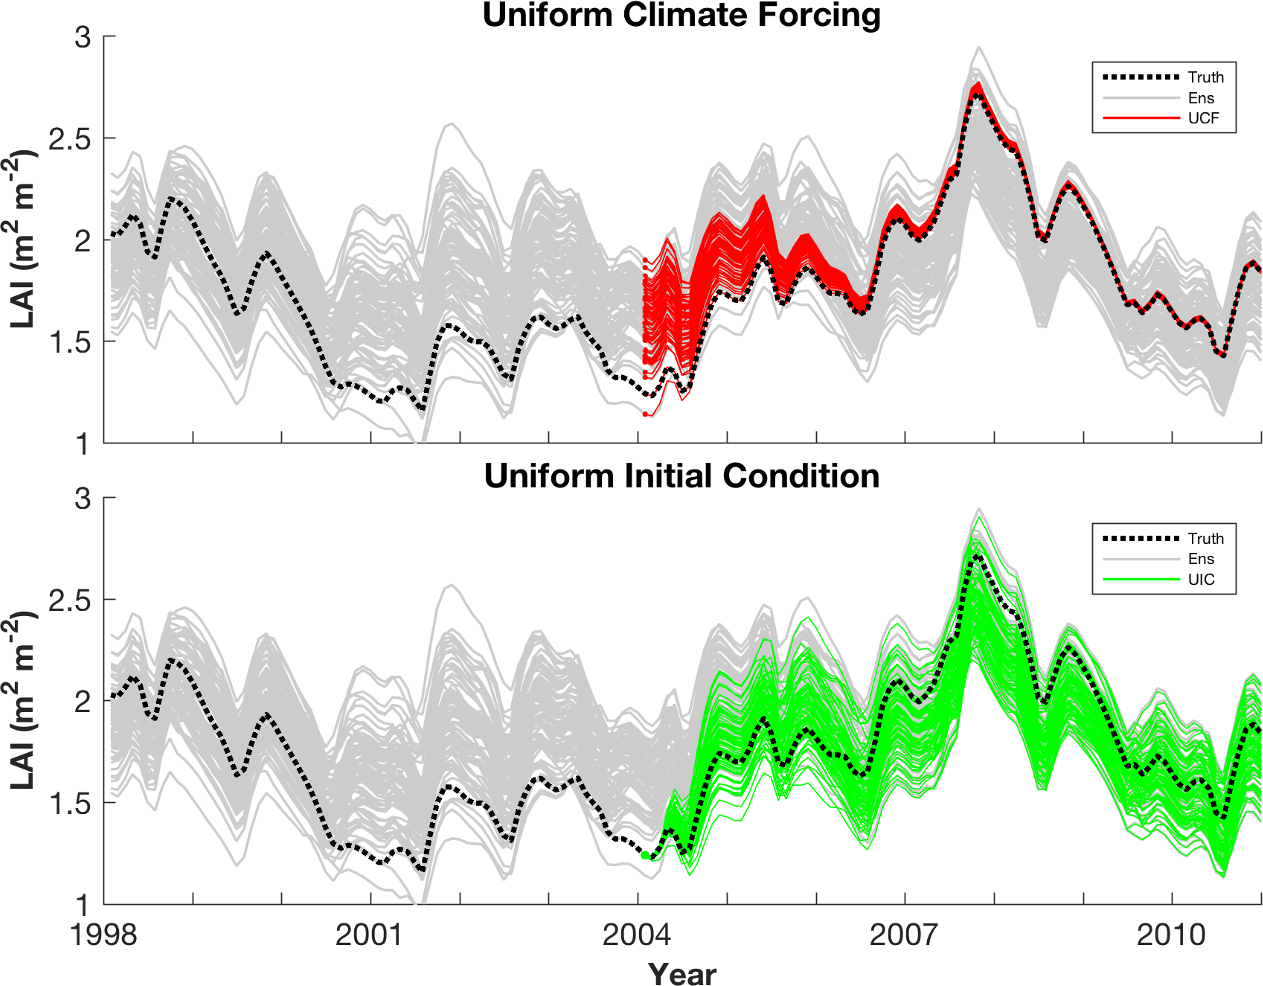 Uniform Climate Forcing
3
2.5
2
1.5
1
LAI (m² m⁻²)
Truth
Ens
UCF
Uniform Initial Condition
3
2.5
2
1.5
1
LAI (m² m⁻²)
Truth
Ens
UIC
1998 2001 2004 2007 2010
Year